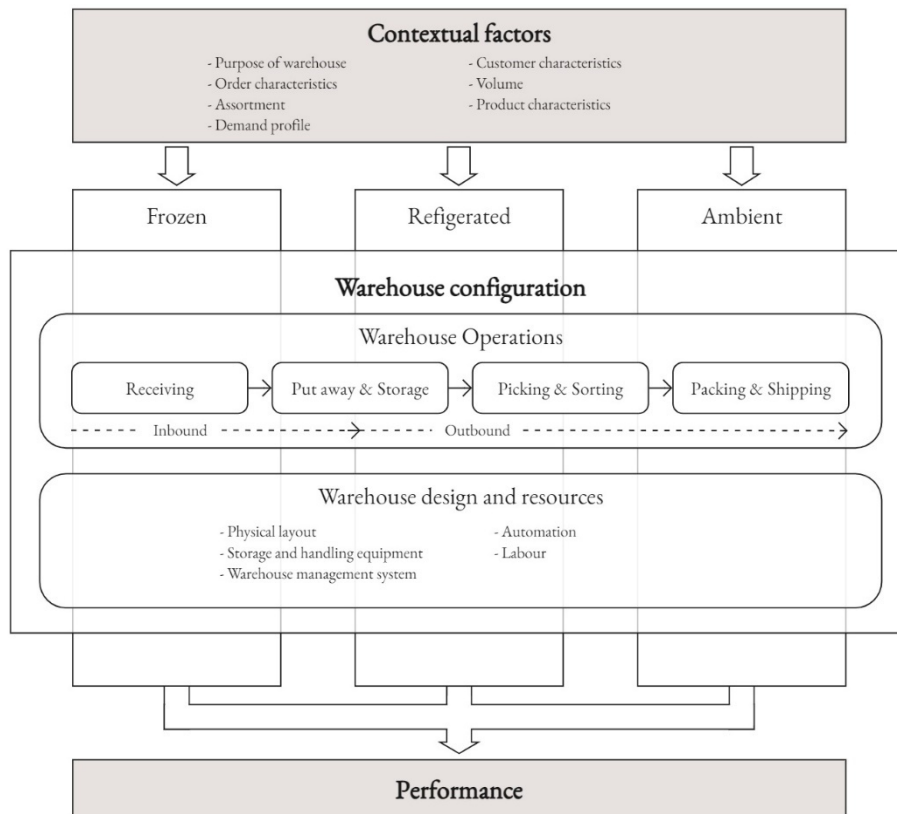 Contextual factors
- Purpose of warehouse
- Order characteristics
- Assortment
- Demand profile
- Customer characteristics
- Volume
- Product characteristics
Frozen
Refigerated
Ambient
Warehouse configuration
Warehouse Operations
Receiving
Put away & Storage
Picking & Sorting
Packing & Shipping
Inbound
Outbound
Warehouse design and resources
- Physical layout
- Storage and handling equipment
- Warehouse management system
- Automation
- Labour
Performance